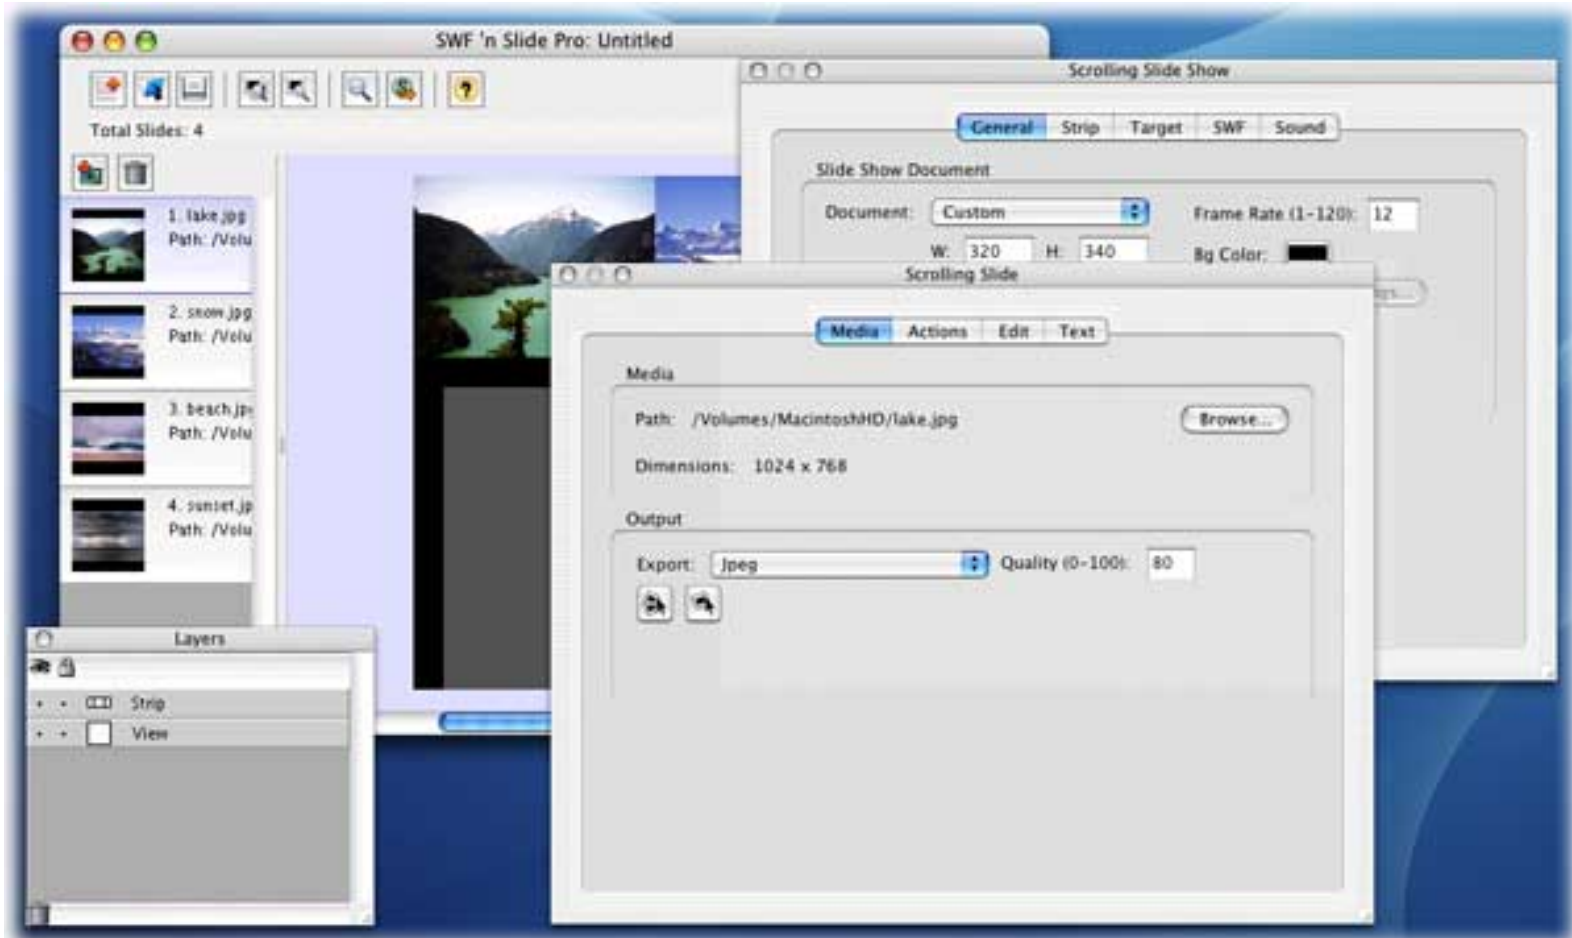 SWF 'n Slide Pro: Untitled
Total Slides: 4
1. lake.jpg
Path: /Volu
2. snow.jpg
Path: /Volu
3. beach.jp
Path: /Volu
4. sunset.jp
Path: /Volu
Scrolling Slide Show
General Strip Target SWF Sound
Slide Show Document
Document: Custom Frame Rate (1-120): 12
W: 320 H: 340 Bg Color:
Scrolling Slide
Media Actions Edit Text
Media
Path: /Volumes/MacintoshHD/lake.jpg Browse...
Dimensions: 1024 x 768
Output
Export: Jpeg Quality (0-100): 80
Layers
Strip
View